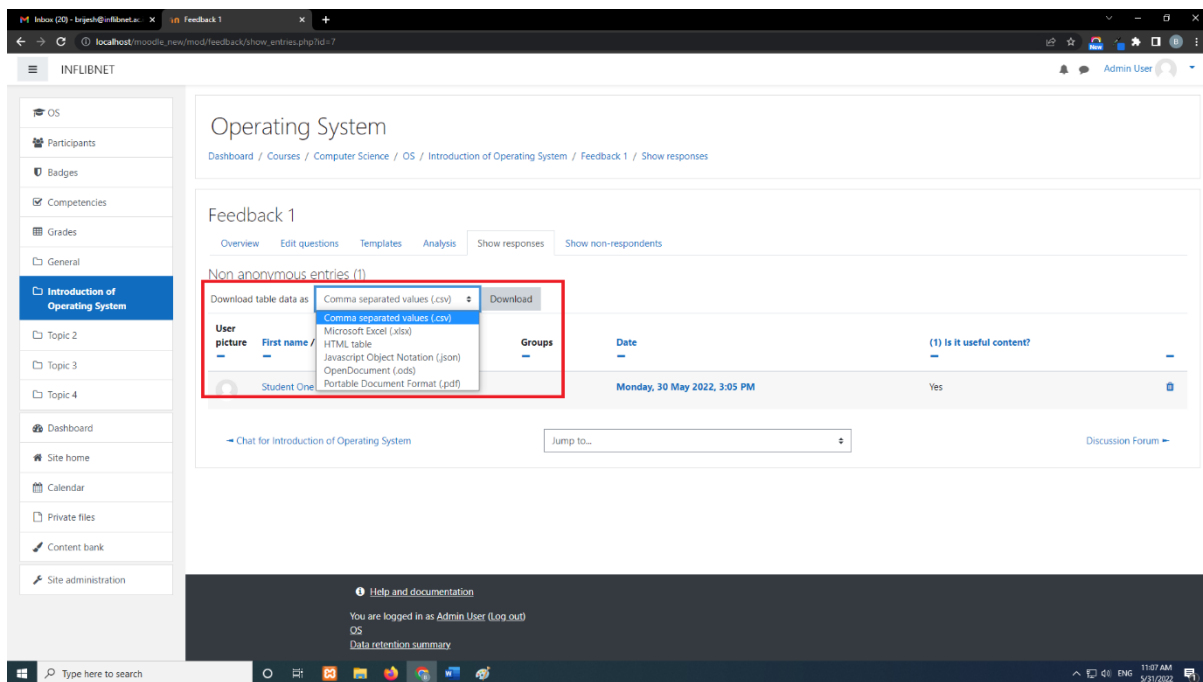 Inbox (20) - brijesh@inflibnet.ac. Feedback 1
localhost/moodle_new/mod/feedback/show_entries.php?id=7
New
B
INFLIBNET
Admin User
OS
Participants
Badges
Competencies
Grades
General
Introduction of
Operating System
Topic 2
Topic 3
Topic 4
Dashboard
Site home
Calendar
Private files
Content bank
Site administration
Operating System
Dashboard / Courses / Computer Science / OS / Introduction of Operating System / Feedback 1 / Show responses
Feedback 1
Overview Edit questions Templates Analysis Show responses Show non-respondents
Non anonymous entries (1)
Download table data as Comma separated values (.csv) Download
Comma separated values (.csv)
Microsoft Excel (.xlsx)
HTML table
Javascript Object Notation (.json)
OpenDocument (.ods)
Portable Document Format (.pdf)
User
picture First name / Groups Date (1) Is it useful content?
Student One Monday, 30 May 2022, 3:05 PM Yes
◄ Chat for Introduction of Operating System Jump to... Discussion Forum ►
Help and documentation
You are logged in as Admin User (Log out)
OS
Data retention summary
Type here to search
ENG 11:07 AM
5/31/2022